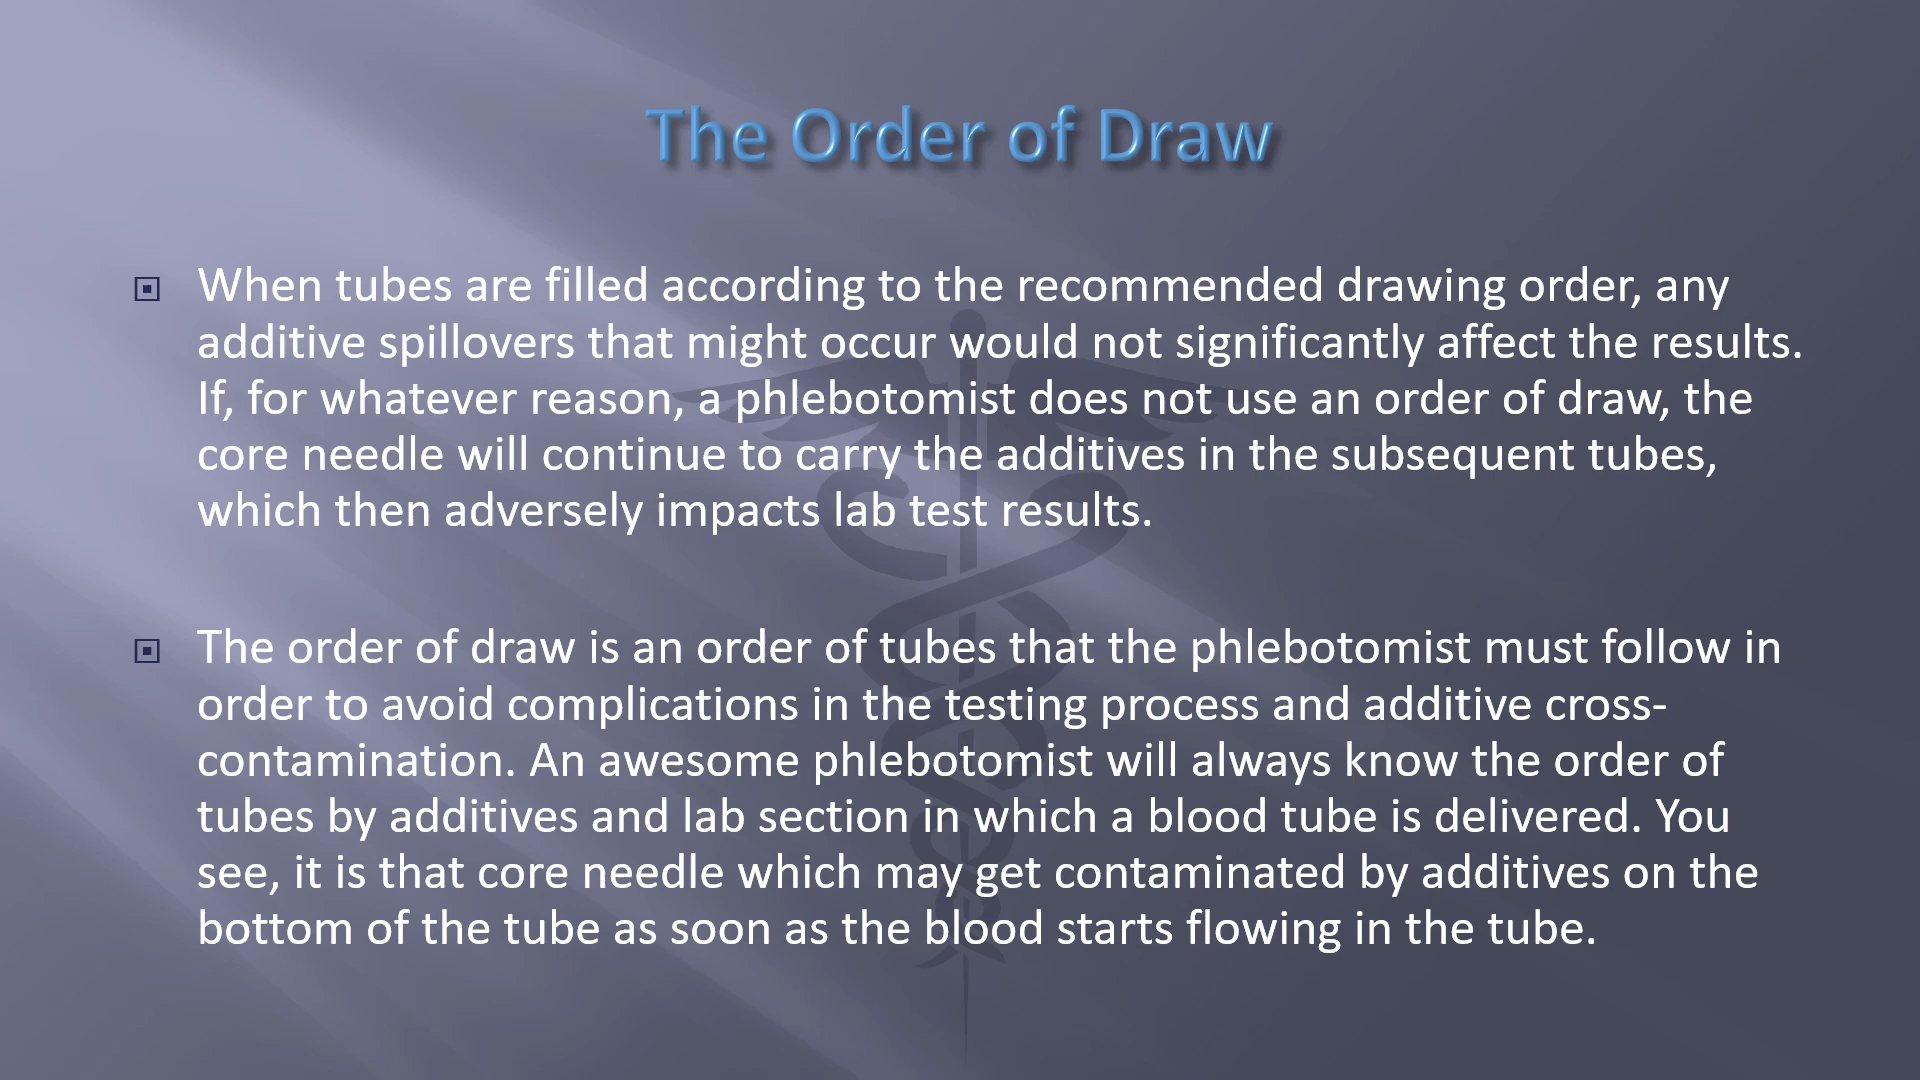 The Order of Draw
When tubes are filled according to the recommended drawing order, any
additive spillovers that might occur would not significantly affect the results.
If, for whatever reason, a phlebotomist does not use an order of draw, the
core needle will continue to carry the additives in the subsequent tubes,
which then adversely impacts lab test results.
The order of draw is an order of tubes that the phlebotomist must follow in
order to avoid complications in the testing process and additive cross-
contamination. An awesome phlebotomist will always know the order of
tubes by additives and lab section in which a blood tube is delivered. You
see, it is that core needle which may get contaminated by additives on the
bottom of the tube as soon as the blood starts flowing in the tube.